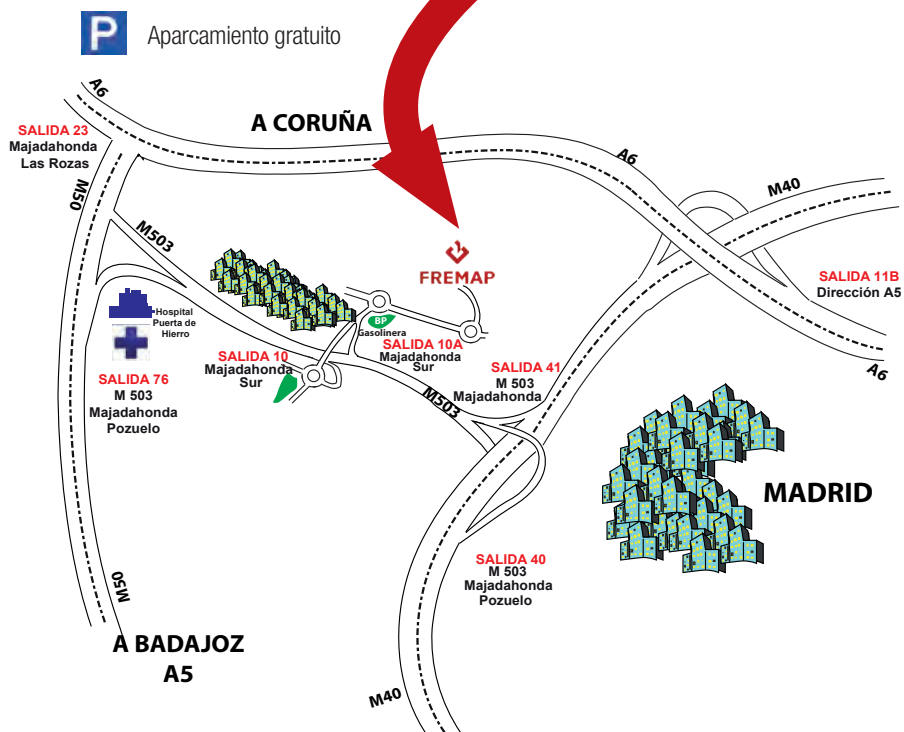 P Aparcamiento gratuito
A6
A CORUÑA
SALIDA 23
Majadahonda
Las Rozas
M50
A6
M40
M503
FREMAP
SALIDA 11B
Dirección A5
Hospital
Puerta de
Hierro
BP
Gasolinera
SALIDA 10
Majadahonda
Sur
SALIDA 10A
Majadahonda
Sur
SALIDA 41
M 503
Majadahonda
A6
SALIDA 76
M 503
Majadahonda
Pozuelo
M503
MADRID
SALIDA 40
M 503
Majadahonda
Pozuelo
M50
A BADAJOZ
A5
M40